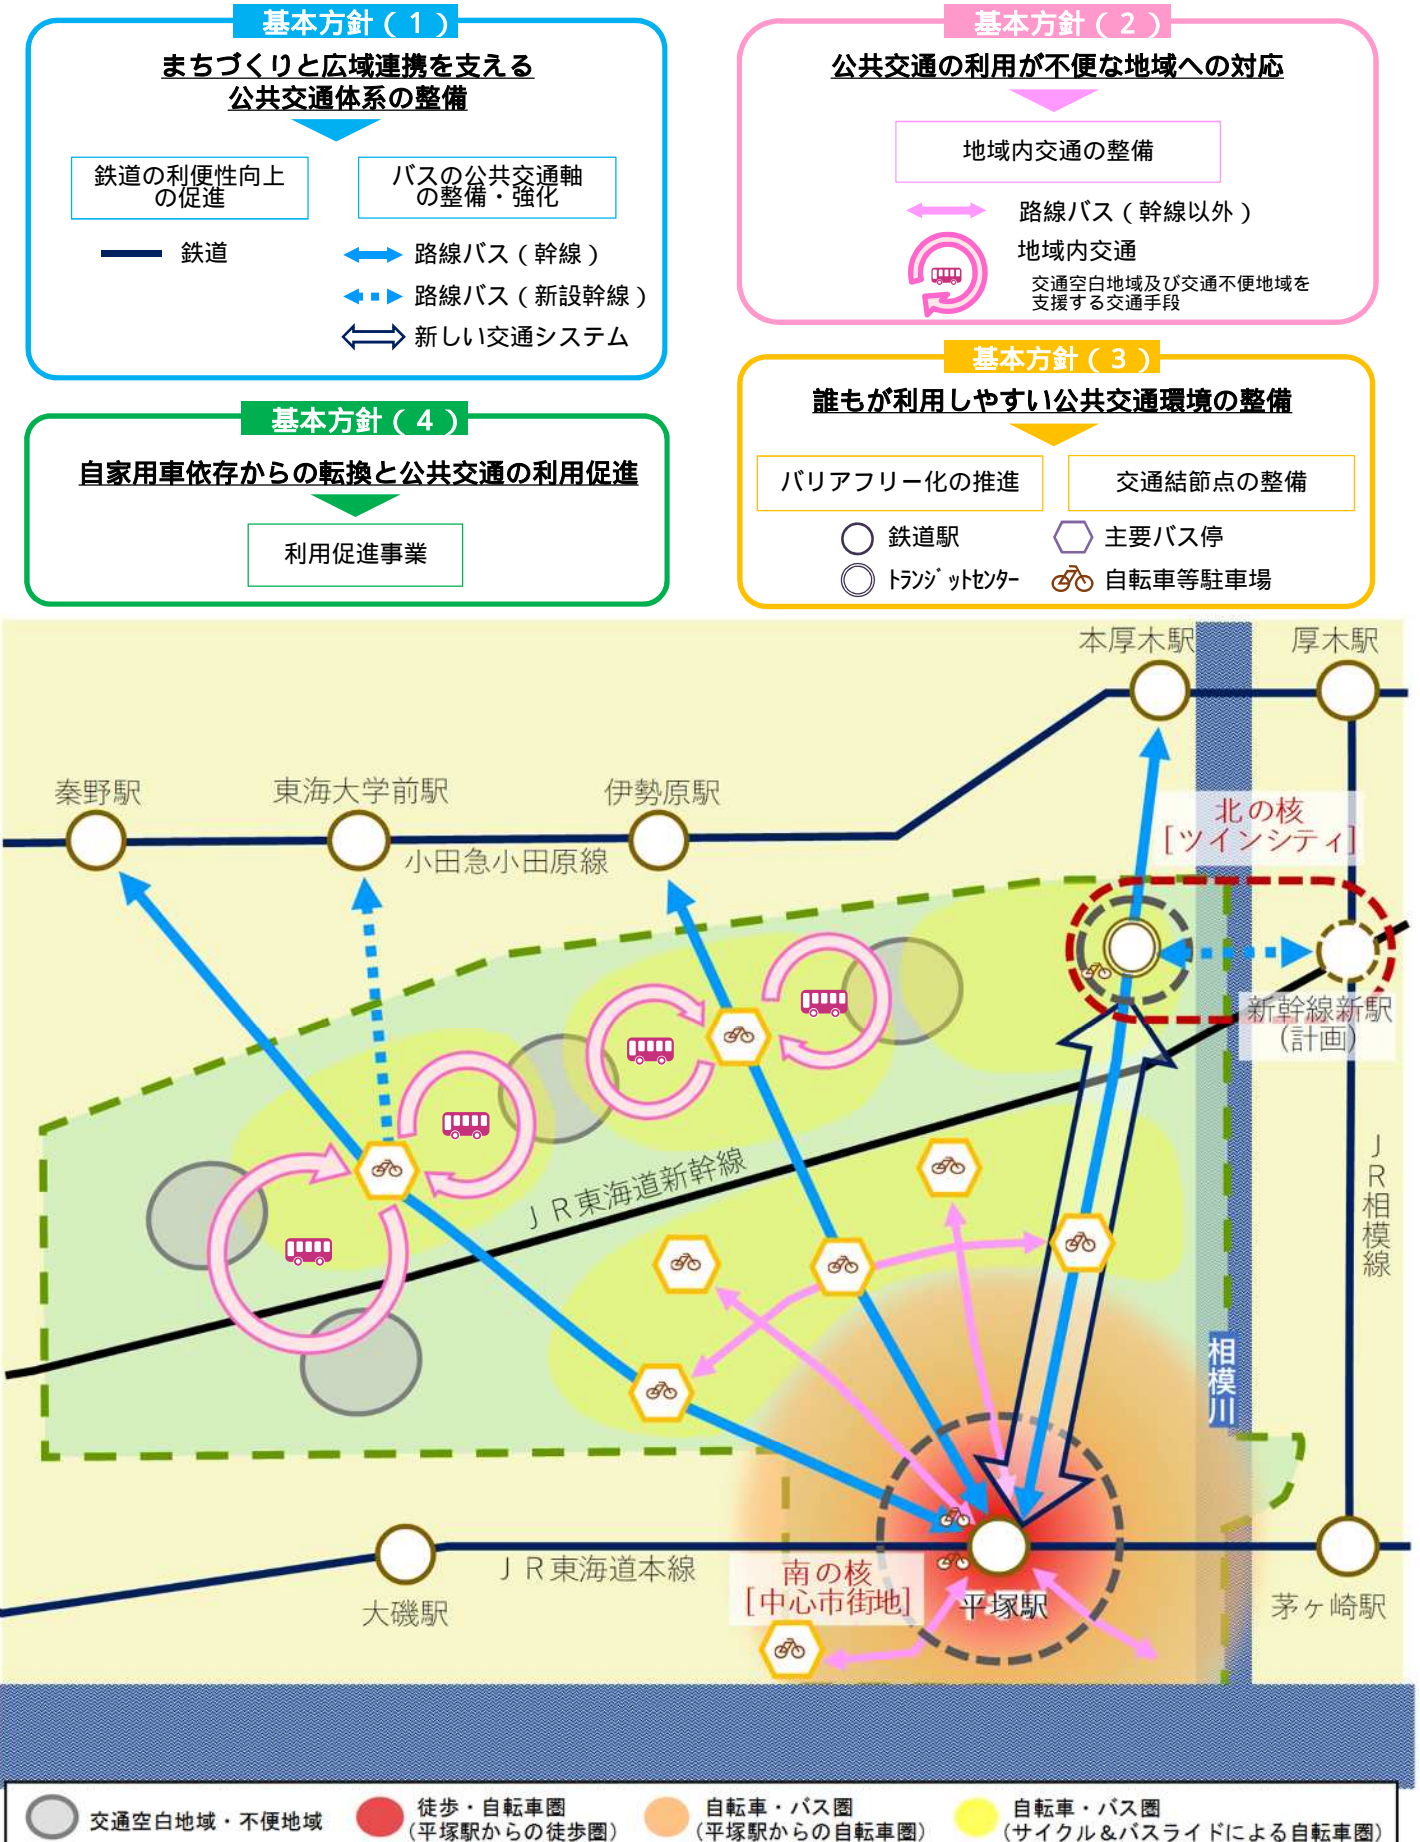 基本方針（１）
まちづくりと広域連携を支える
公共交通体系の整備
鉄道の利便性向上
の促進
バスの公共交通軸
の整備・強化
鉄道
路線バス（幹線）
路線バス（新設幹線）
新しい交通システム
基本方針（２）
公共交通の利用が不便な地域への対応
地域内交通の整備
路線バス（幹線以外）
地域内交通
交通空白地域及び交通不便地域を
支援する交通手段
基本方針（４）
自家用車依存からの転換と公共交通の利用促進
利用促進事業
基本方針（３）
誰もが利用しやすい公共交通環境の整備
バリアフリー化の推進
交通結節点の整備
鉄道駅
主要バス停
ﾄﾗﾝｼﾞｯﾄｾﾝﾀｰ
自転車等駐車場
本厚木駅
厚木駅
秦野駅
東海大学前駅
伊勢原駅
小田急小田原線
北の核
[ツインシティ]
新幹線新駅
(計画)
ＪＲ東海道新幹線
ＪＲ相模線
相模川
ＪＲ東海道本線
大磯駅
南の核
[中心市街地]
平塚駅
茅ヶ崎駅
交通空白地域・不便地域
徒歩・自転車圏
(平塚駅からの徒歩圏)
自転車・バス圏
(平塚駅からの自転車圏)
自転車・バス圏
(サイクル＆バスライドによる自転車圏)